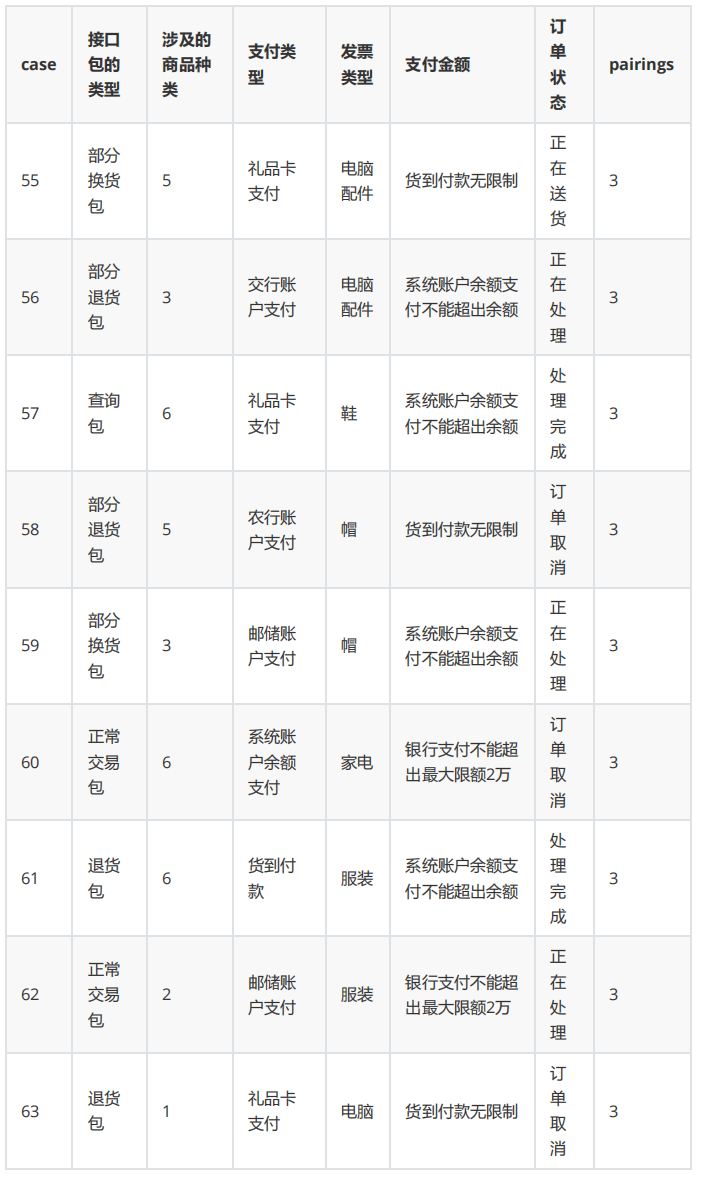 case
接口
包的
类型
涉及的
商品种
类
支付类
型
发票
类型
支付金额
订
单
状
态
pairings
55
部分
换货
包
5
礼品卡
支付
电脑
配件
货到付款无限制
正
在
送
货
3
56
部分
退货
包
3
交行账
户支付
电脑
配件
系统账户余额支
付不能超出余额
正
在
处
理
3
57
查询
包
6
礼品卡
支付
鞋
系统账户余额支
付不能超出余额
处
理
完
成
3
58
部分
退货
包
5
农行账
户支付
帽
货到付款无限制
订
单
取
消
3
59
部分
换货
包
3
邮储账
户支付
帽
系统账户余额支
付不能超出余额
正
在
处
理
3
60
正常
交易
包
6
系统账
户余额
支付
家电
银行支付不能超
出最大限额2万
订
单
取
消
3
61
退货
包
6
货到付
款
服装
系统账户余额支
付不能超出余额
处
理
完
成
3
62
正常
交易
包
2
邮储账
户支付
服装
银行支付不能超
出最大限额2万
正
在
处
理
3
63
退货
包
1
礼品卡
支付
电脑
货到付款无限制
订
单
取
消
3